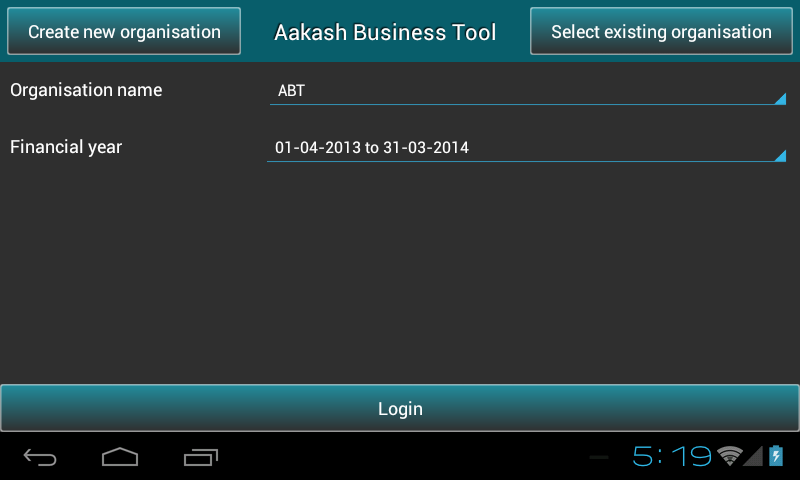 Create new organisation
Aakash Business Tool
Select existing organisation
Organisation name
ABT
Financial year
01-04-2013 to 31-03-2014
Login
5:19